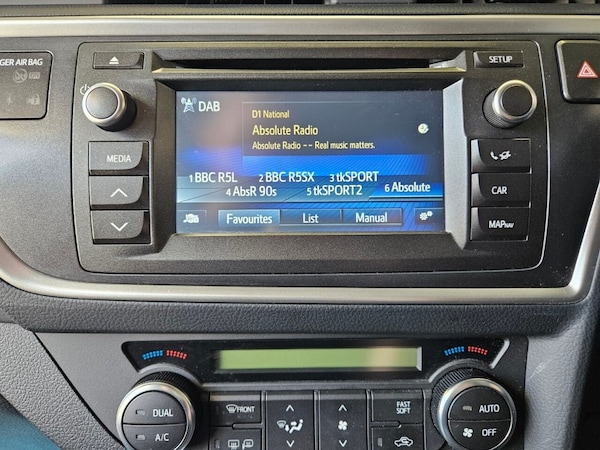 GER AIR BAG
SETUP
DAB
D1 National
Absolute Radio
Absolute Radio -- Real music matters.
MEDIA
1 BBC R5L 2 BBC R5SX 3 tkSPORT
4 AbsR 90s 5 tkSPORT2 6 Absolute
CAR
Favourites List Manual
MAP NAV
FRONT
FAST
SOFT
DUAL
AUTO
A/C
OFF